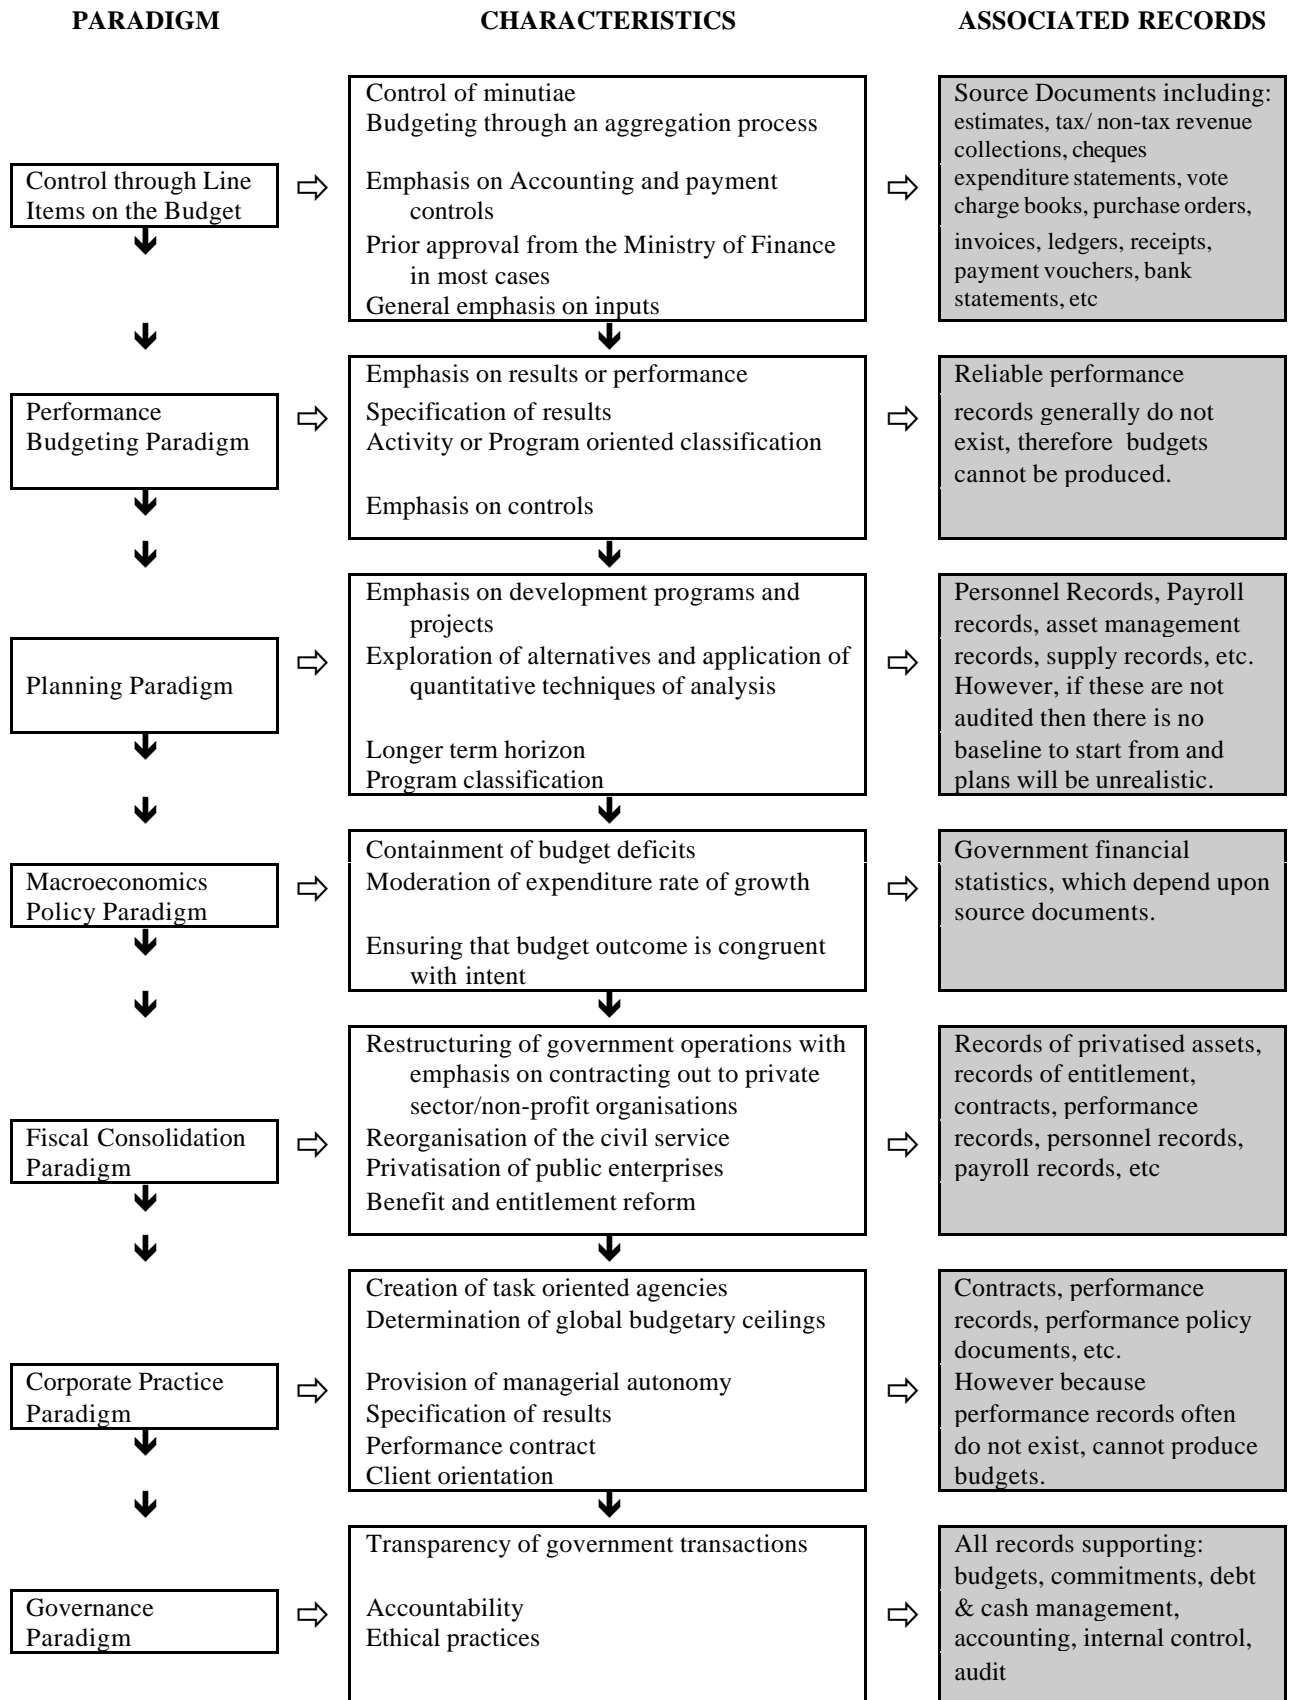 PARADIGM
CHARACTERISTICS
ASSOCIATED RECORDS
Control through Line
Items on the Budget
Control of minutiae
Budgeting through an aggregation process
Emphasis on Accounting and payment
controls
Prior approval from the Ministry of Finance
in most cases
General emphasis on inputs
Source Documents including:
estimates, tax/ non-tax revenue
collections, cheques
expenditure statements, vote
charge books, purchase orders,
invoices, ledgers, receipts,
payment vouchers, bank
statements, etc
Performance
Budgeting Paradigm
Emphasis on results or performance
Specification of results
Activity or Program oriented classification
Emphasis on controls
Reliable performance
records generally do not
exist, therefore budgets
cannot be produced.
Planning Paradigm
Emphasis on development programs and
projects
Exploration of alternatives and application of
quantitative techniques of analysis
Longer term horizon
Program classification
Personnel Records, Payroll
records, asset management
records, supply records, etc.
However, if these are not
audited then there is no
baseline to start from and
plans will be unrealistic.
Macroeconomics
Policy Paradigm
Containment of budget deficits
Moderation of expenditure rate of growth
Ensuring that budget outcome is congruent
with intent
Government financial
statistics, which depend upon
source documents.
Fiscal Consolidation
Paradigm
Restructuring of government operations with
emphasis on contracting out to private
sector/non-profit organisations
Reorganisation of the civil service
Privatisation of public enterprises
Benefit and entitlement reform
Records of privatised assets,
records of entitlement,
contracts, performance
records, personnel records,
payroll records, etc
Corporate Practice
Paradigm
Creation of task oriented agencies
Determination of global budgetary ceilings
Provision of managerial autonomy
Specification of results
Performance contract
Client orientation
Contracts, performance
records, performance policy
documents, etc.
However because
performance records often
do not exist, cannot produce
budgets.
Governance
Paradigm
Transparency of government transactions
Accountability
Ethical practices
All records supporting:
budgets, commitments, debt
& cash management,
accounting, internal control,
audit